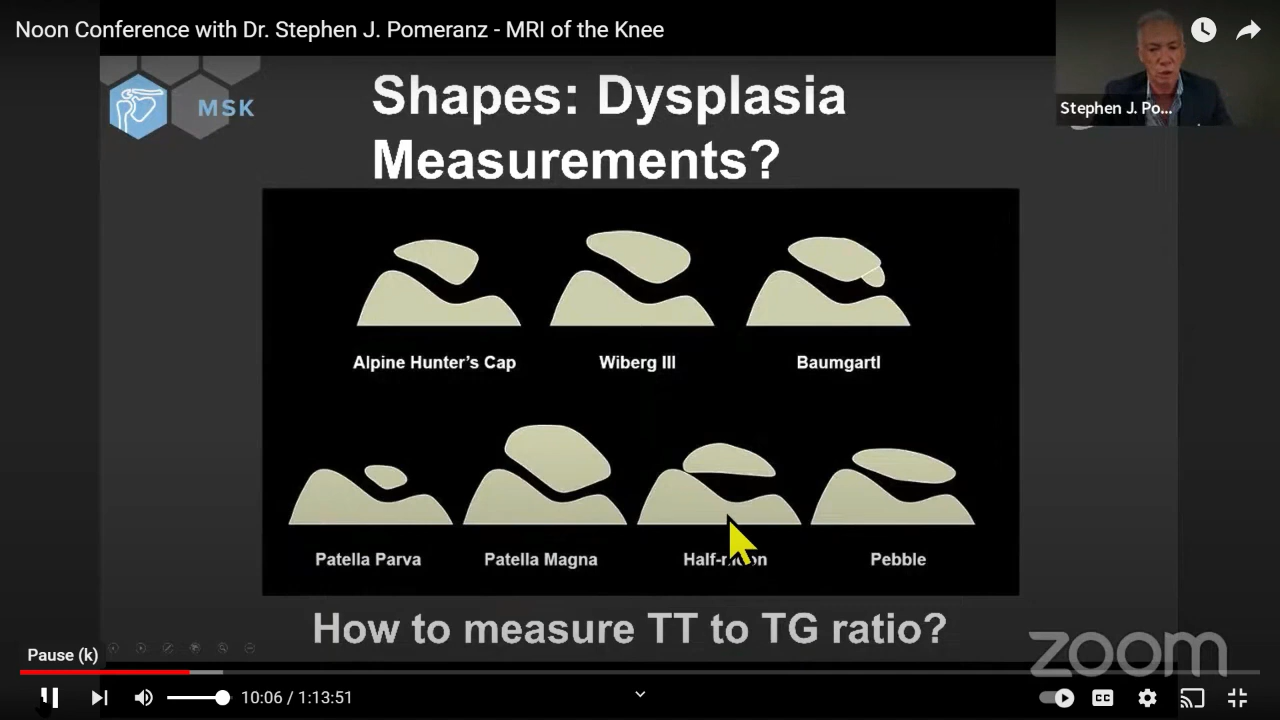 Noon Conference with Dr. Stephen J. Pomeranz - MRI of the Knee
MSK
Shapes: Dysplasia
Measurements?
Stephen J. Po...
Alpine Hunter's Cap
Wiberg III
Baumgartl
Patella Parva
Patella Magna
Half-moon
Pebble
How to measure TT to TG ratio?
zoom
Pause (k)
10:06 / 1:13:51
CC